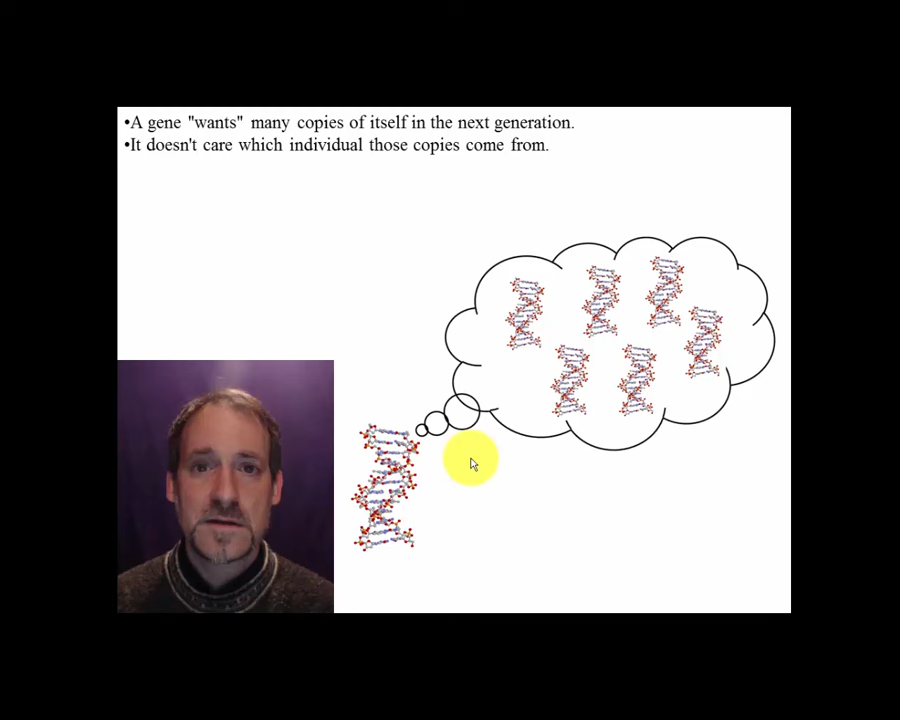 •A gene "wants" many copies of itself in the next generation.
•It doesn't care which individual those copies come from.